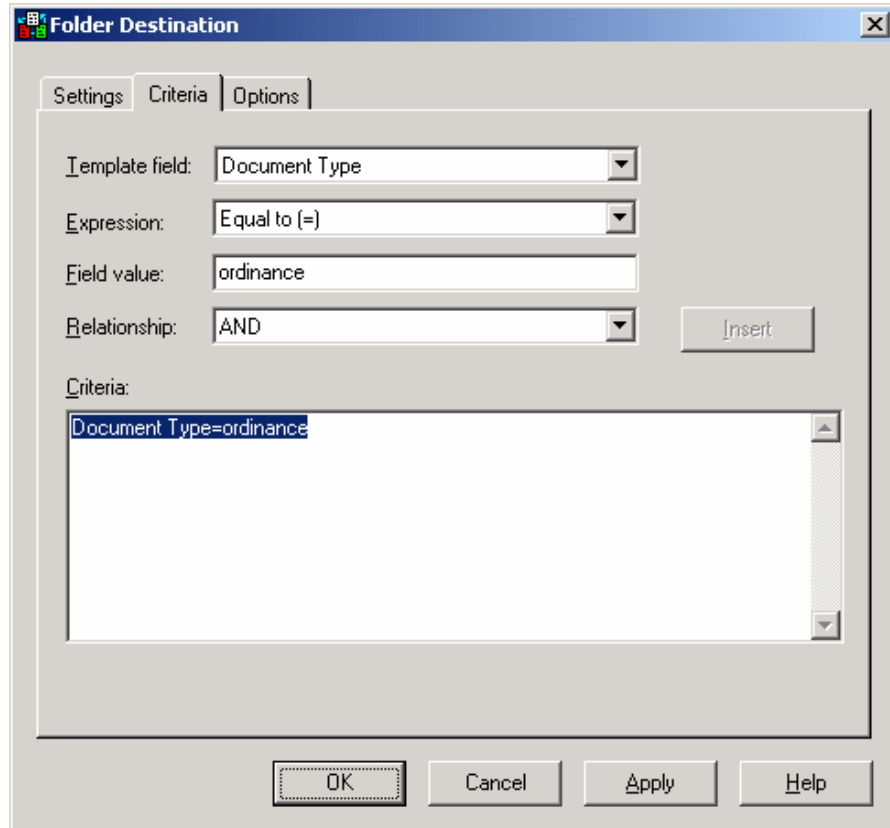 Folder Destination
Settings Criteria Options
Template field: Document Type
Expression: Equal to (=)
Field value: ordinance
Relationship: AND Insert
Criteria:
Document Type=ordinance
OK Cancel Apply Help